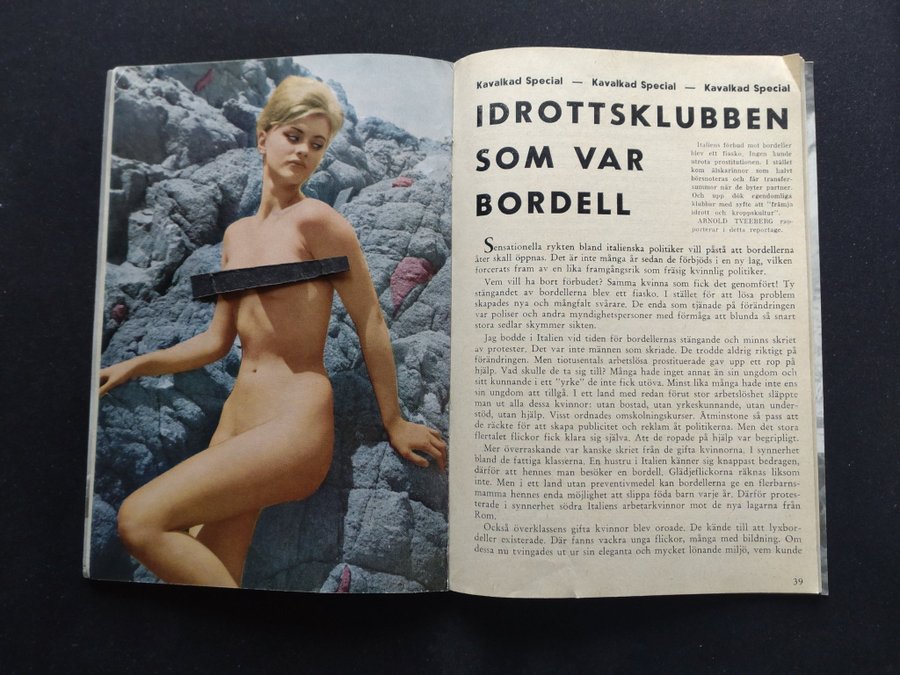 Kavalkad Special — Kavalkad Special — Kavalkad Special
IDROTTSKLUBBEN
SOM VAR
BORDELL
Italiens förbud mot bordeller
blev ett fiasko. Ingen kunde
utrota prostitutionen. I stället
kom älskarinnor som halvt
börsnoteras och får transfer-
summor när de byter partner.
Och upp dök egendomliga
klubbar med syfte att "främja
idrott och kroppskultur".
ARNOLD TVEEBERG rap-
porterar i detta reportage.
Sensationella rykten bland italienska politiker vill påstå att bordellerna
åter skall öppnas. Det är inte många år sedan de förbjöds i en ny lag, vilken
forcerats fram av en lika framgångsrik som fräsig kvinnlig politiker.
Vem vill ha bort förbudet? Samma kvinna som fick det genomfört! Ty
stängandet av bordellerna blev ett fiasko. I stället för att lösa problem
skapades nya och mångfalt svårare. De enda som tjänade på förändringen
var poliser och andra myndighetspersoner med förmåga att blunda så snart
stora sedlar skymmer sikten.
Jag bodde i Italien vid tiden för bordellernas stängande och minns skriet
av protester. Det var inte männen som skriade. De trodde aldrig riktigt på
förändringen. Men tiotusentals arbetslösa prostituerade gav upp ett rop på
hjälp. Vad skulle de ta sig till? Många hade inget annat än sin ungdom och
sitt kunnande i ett "yrke" de inte fick utöva. Minst lika många hade inte ens
sin ungdom att tillgå. I ett land med redan förut stor arbetslöshet släppte
man ut alla dessa kvinnor: utan bostad, utan yrkeskunnande, utan under-
stöd, utan hjälp. Visst ordnades omskolningskurser. Åtminstone så pass att
de räckte för att skapa publicitet och reklam åt politikerna. Men det stora
flertalet flickor fick klara sig själva. Att de ropade på hjälp var begripligt.
Mer överraskande var kanske skriet från de gifta kvinnorna. I synnerhet
bland de fattiga klasserna. En hustru i Italien känner sig knappast bedragen,
därför att hennes man besöker en bordell. Glädjeflickorna räknas liksom
inte. Men i ett land utan preventivmedel kan bordellerna ge en flerbarns-
mamma hennes enda möjlighet att slippa föda barn varje år. Därför protes-
terade i synnerhet södra Italiens arbetarkvinnor mot de nya lagarna från
Rom.
Också överklassens gifta kvinnor blev oroade. De kände till att lyxbor-
deller existerade. Där fanns vackra unga flickor, många med bildning. Om
dessa nu tvingades ut ur sin eleganta och mycket lönande miljö, vem kunde
39